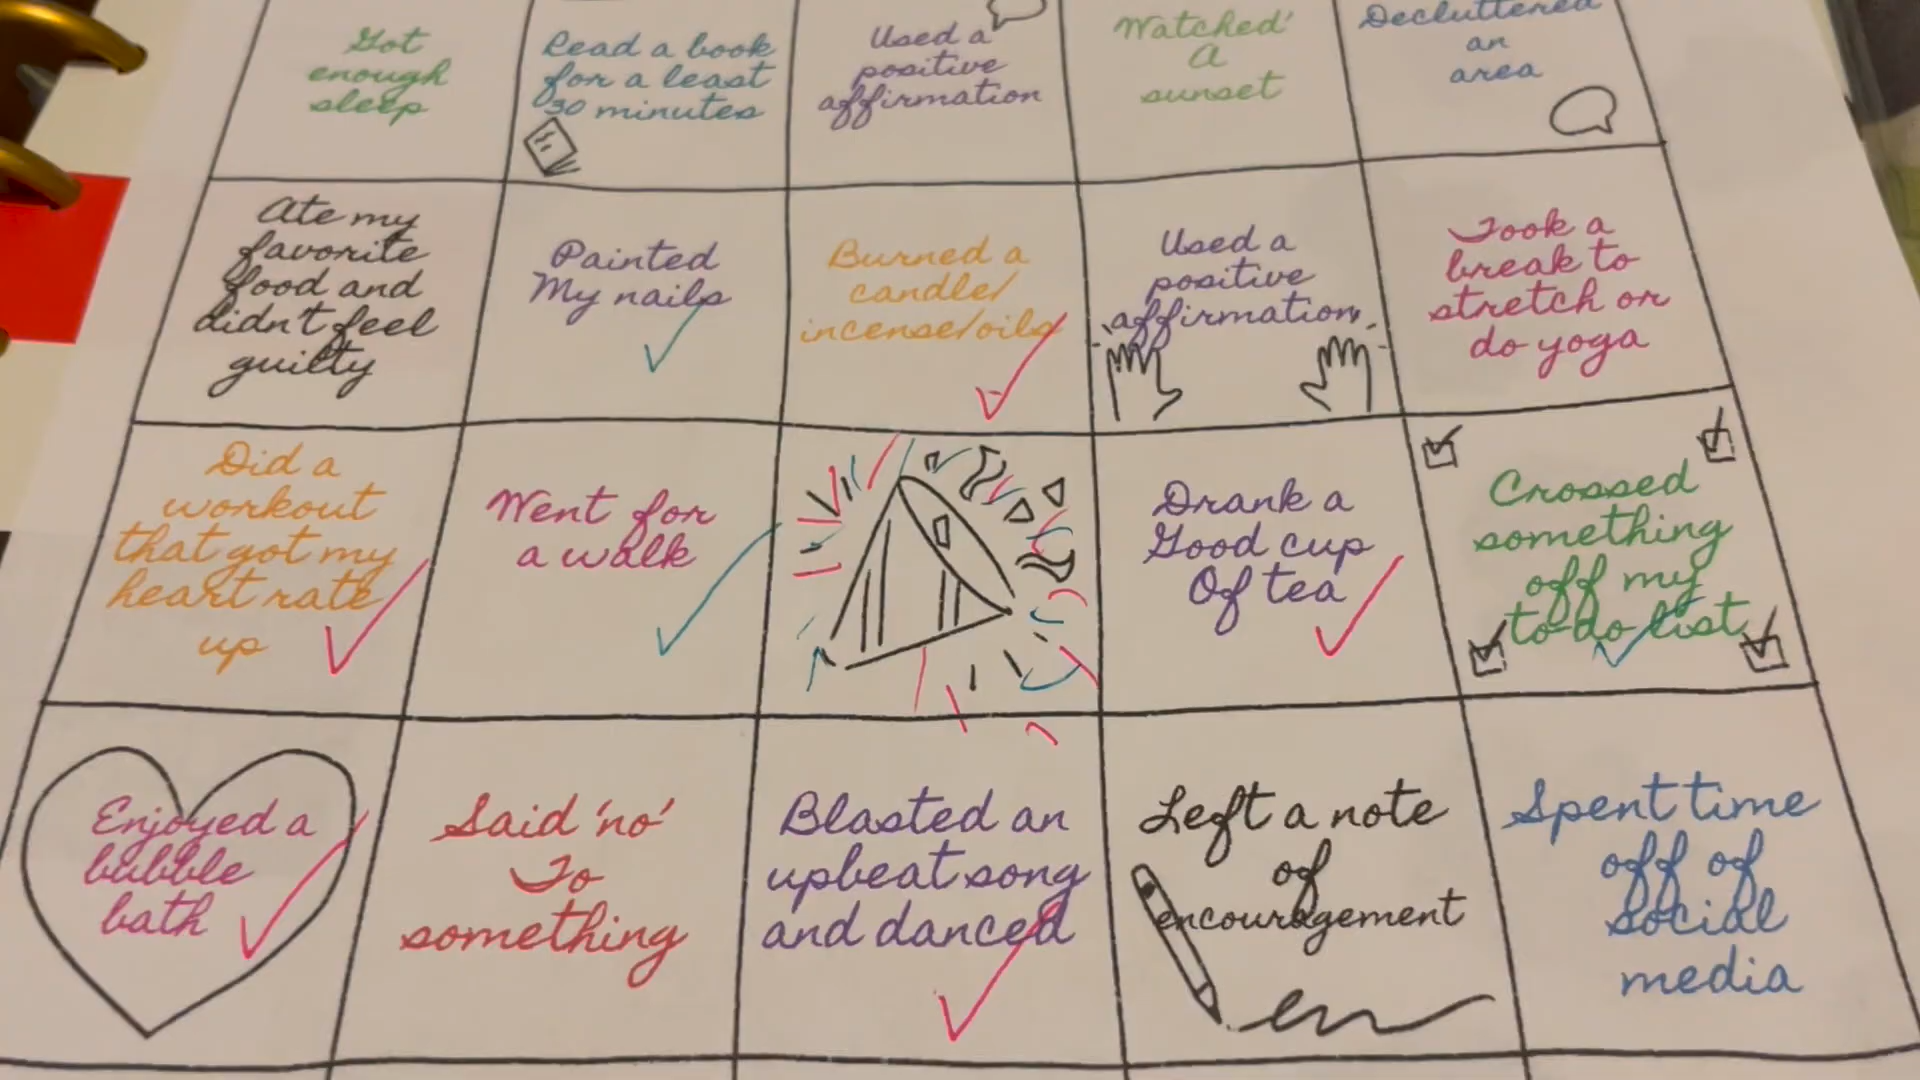 Got
enough
sleep
Read a book
for a least
30 minutes
Used a
positive
affirmation
Watched'
A
sunset
Decluttered
an
area
Ate my
favorite
food and
didn't feel
guilty
Painted
My nails
Burned a
candle/
incense/oils
Used a
positive
affirmation
Took a
break to
stretch or
do yoga
Did a
workout
that got my
heart rate
up
Went for
a walk
Drank a
Good cup
Of tea
Crossed
something
off my
to-do list
Enjoyed a
bubble
bath
Said 'no'
To
something
Blasted an
upbeat song
and danced
Left a note
of
encouragement
Spent time
off of
social
media